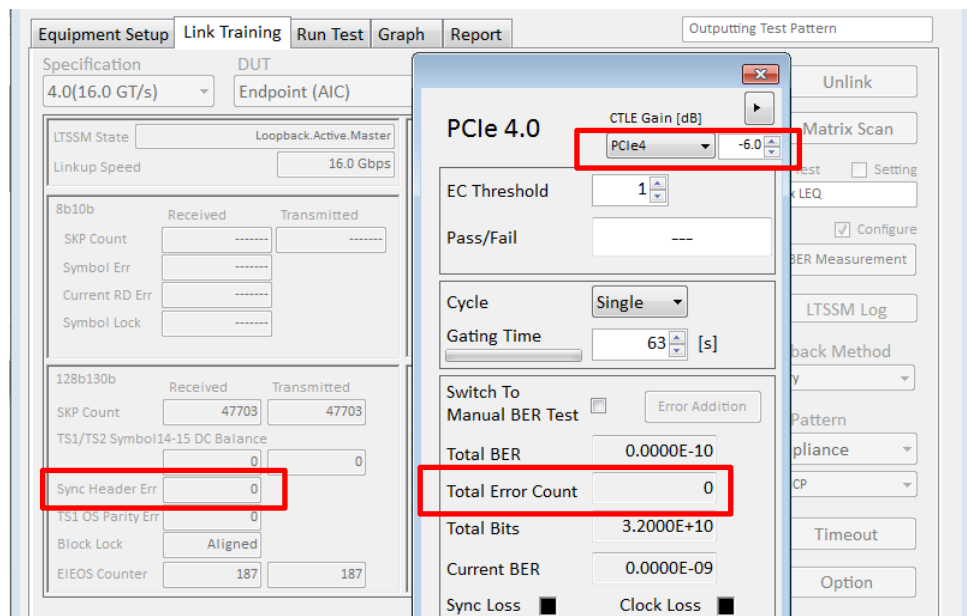 Equipment Setup Link Training Run Test Graph Report
Outputting Test Pattern
Specification DUT
4.0(16.0 GT/s) Endpoint (AIC)
Unlink
LTSSM State Loopback.Active.Master
Linkup Speed 16.0 Gbps
Matrix Scan
Setting
LEQ
Configure
BER Measurement
LTSSM Log
back Method
Pattern
pliance
CP
Timeout
Option
8b10b Received Transmitted
SKP Count ------- -------
Symbol Err -------
Current RD Err -------
Symbol Lock -------
128b130b Received Transmitted
SKP Count 47703 47703
TS1/TS2 Symbol14-15 DC Balance
0 0
Sync Header Err 0
TS1 OS Parity Err 0
Block Lock Aligned
EIEOS Counter 187 187
PCIe 4.0 CTLE Gain [dB]
PCIe4 -6.0
EC Threshold 1
Pass/Fail ---
Cycle Single
Gating Time 63 [s]
Switch To
Manual BER Test Error Addition
Total BER 0.0000E-10
Total Error Count 0
Total Bits 3.2000E+10
Current BER 0.0000E-09
Sync Loss Clock Loss